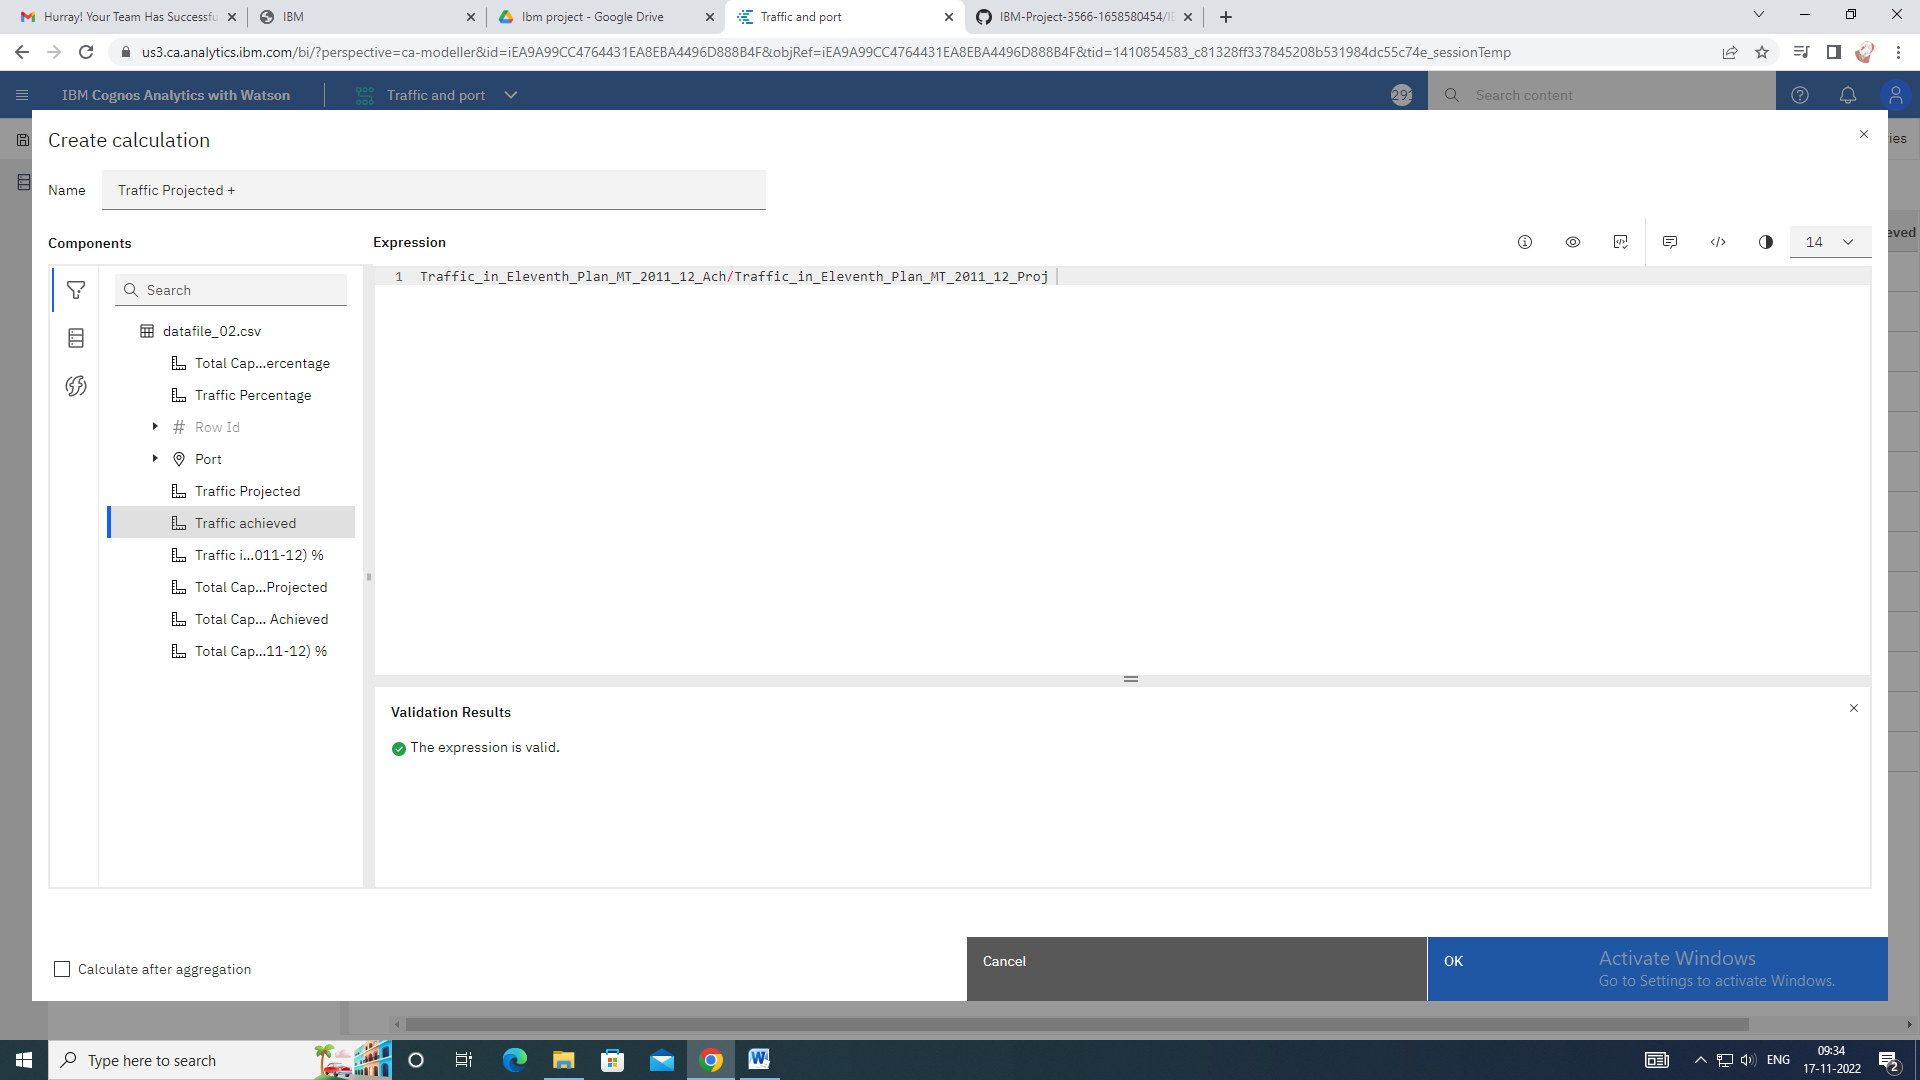 Hurray! Your Team Has Successfu
IBM
Ibm project - Google Drive
Traffic and port
IBM-Project-3566-1658580454/IE
us3.ca.analytics.ibm.com/bi/?perspective=ca-modeller&id=iEA9A99CC4764431EA8EBA4496D888B4F&objRef=iEA9A99CC4764431EA8EBA4496D888B4F&tid=1410854583_c81328ff337845208b531984dc55c74e_sessionTemp
IBM Cognos Analytics with Watson
Traffic and port
291
Search content
Create calculation
ies
Name
Traffic Projected +
Components
Expression
14
eved
1 Traffic_in_Eleventh_Plan_MT_2011_12_Ach/Traffic_in_Eleventh_Plan_MT_2011_12_Proj
Search
datafile_02.csv
Total Cap...ercentage
Traffic Percentage
# Row Id
Port
Traffic Projected
Traffic achieved
Traffic i...011-12) %
Total Cap...Projected
Total Cap... Achieved
Total Cap...11-12) %
Validation Results
The expression is valid.
Calculate after aggregation
Cancel
OK
Activate Windows
Go to Settings to activate Windows.
Type here to search
ENG
09:34
17-11-2022
2